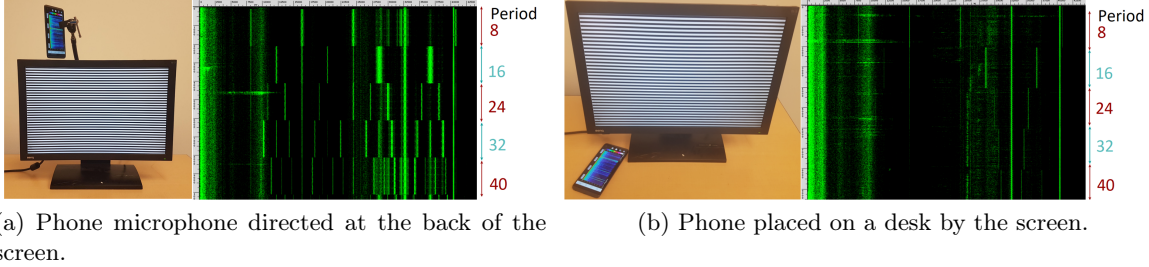 Period
8
16
24
32
40
Period
8
16
24
32
40
(a) Phone microphone directed at the back of the
screen.
(b) Phone placed on a desk by the screen.